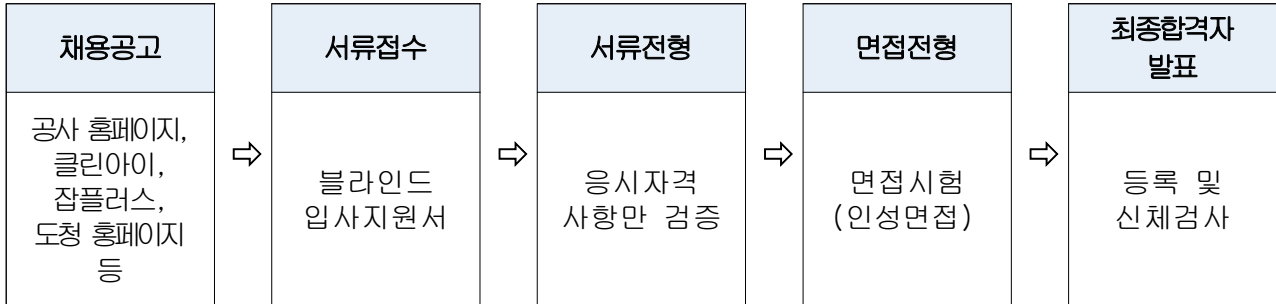 채용공고
공사 홈페이지,
클린아이,
잡플러스,
도청 홈페이지
등
⇨
서류접수
블라인드
입사지원서
⇨
서류전형
응시자격
사항만 검증
⇨
면접전형
면접시험
(인성면접)
⇨
최종합격자
발표
등록 및
신체검사